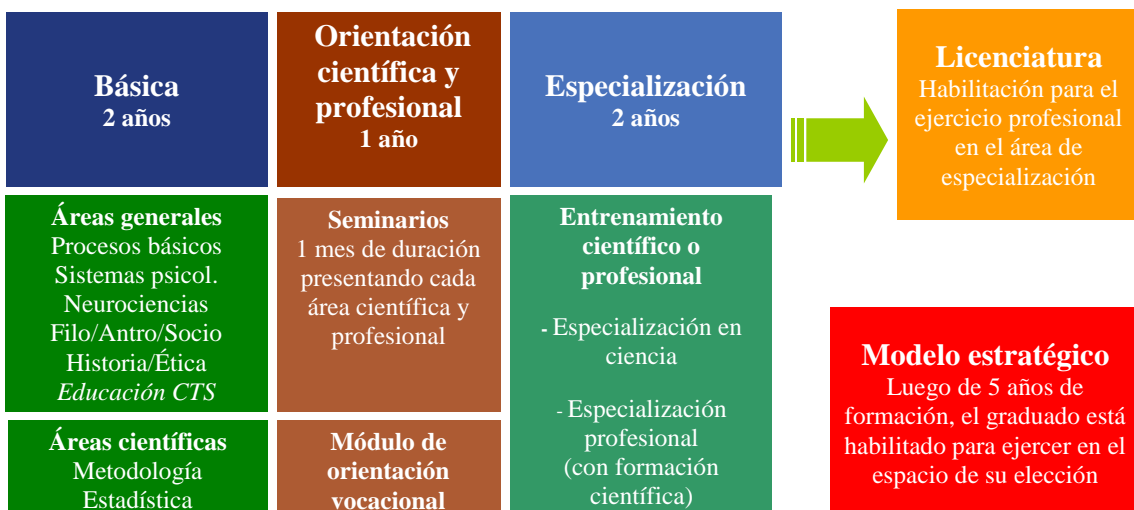 Básica
2 años
Orientación
científica y
profesional
1 año
Especialización
2 años
Licenciatura
Habilitación para el
ejercicio profesional
en el área de
especialización
Áreas generales
Procesos básicos
Sistemas psicol.
Neurociencias
Filo/Antro/Socio
Historia/Ética
Educación CTS
Seminarios
1 mes de duración
presentando cada
área científica y
profesional
Entrenamiento
científico o
profesional
- Especialización en
ciencia
- Especialización
profesional
(con formación
científica)
Áreas científicas
Metodología
Estadística
Módulo de
orientación
vocacional
Modelo estratégico
Luego de 5 años de
formación, el graduado está
habilitado para ejercer en el
espacio de su elección